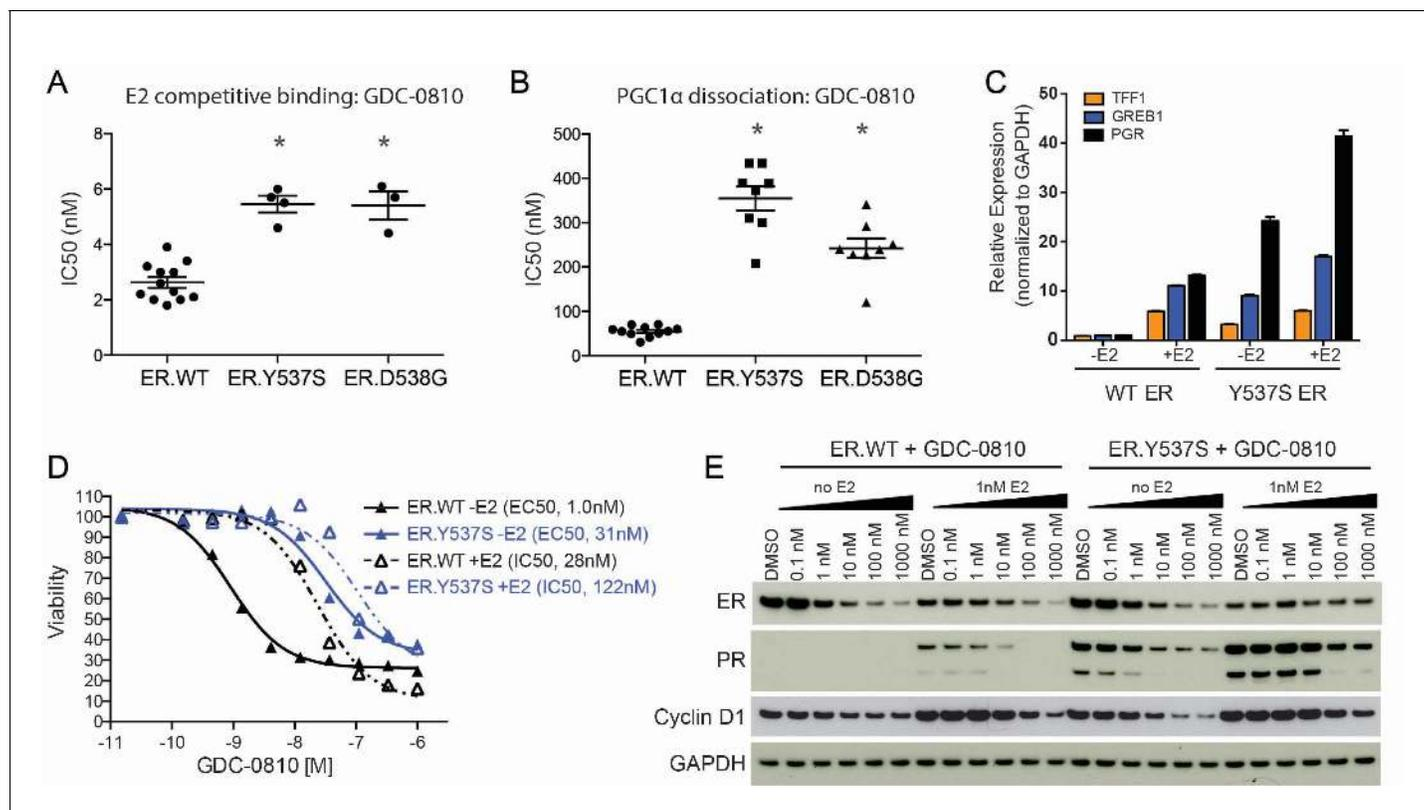 A
E2 competitive binding: GDC-0810
IC50 (nM)
8
6
4
2
0
*
*
ER.WT
ER.Y537S
ER.D538G
B
PGC1α dissociation: GDC-0810
IC50 (nM)
500
400
300
200
100
0
*
*
ER.WT
ER.Y537S
ER.D538G
C
Relative Expression
(normalized to GAPDH)
50
40
30
20
10
0
TFF1
GREB1
PGR
-E2
+E2
-E2
+E2
WT ER
Y537S ER
D
Viability
110
100
90
80
70
60
50
40
30
20
10
0
ER.WT -E2 (EC50, 1.0nM)
ER.Y537S -E2 (EC50, 31nM)
ER.WT +E2 (IC50, 28nM)
ER.Y537S +E2 (IC50, 122nM)
-11
-10
-9
-8
-7
-6
GDC-0810 [M]
E
ER.WT + GDC-0810
ER.Y537S + GDC-0810
no E2
1nM E2
no E2
1nM E2
DMSO
0.1 nM
1 nM
10 nM
100 nM
1000 nM
DMSO
0.1 nM
1 nM
10 nM
100 nM
1000 nM
DMSO
0.1 nM
1 nM
10 nM
100 nM
1000 nM
DMSO
0.1 nM
1 nM
10 nM
100 nM
1000 nM
ER
PR
Cyclin D1
GAPDH